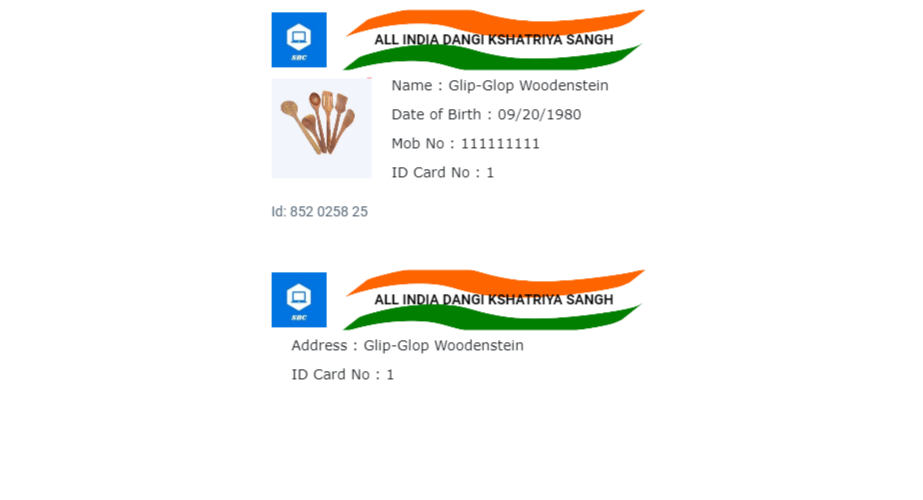 SBC
ALL INDIA DANGI KSHATRIYA SANGH
Name : Glip-Glop Woodenstein
Date of Birth : 09/20/1980
Mob No : 111111111
ID Card No : 1
Id: 852 0258 25
SBC
ALL INDIA DANGI KSHATRIYA SANGH
Address : Glip-Glop Woodenstein
ID Card No : 1